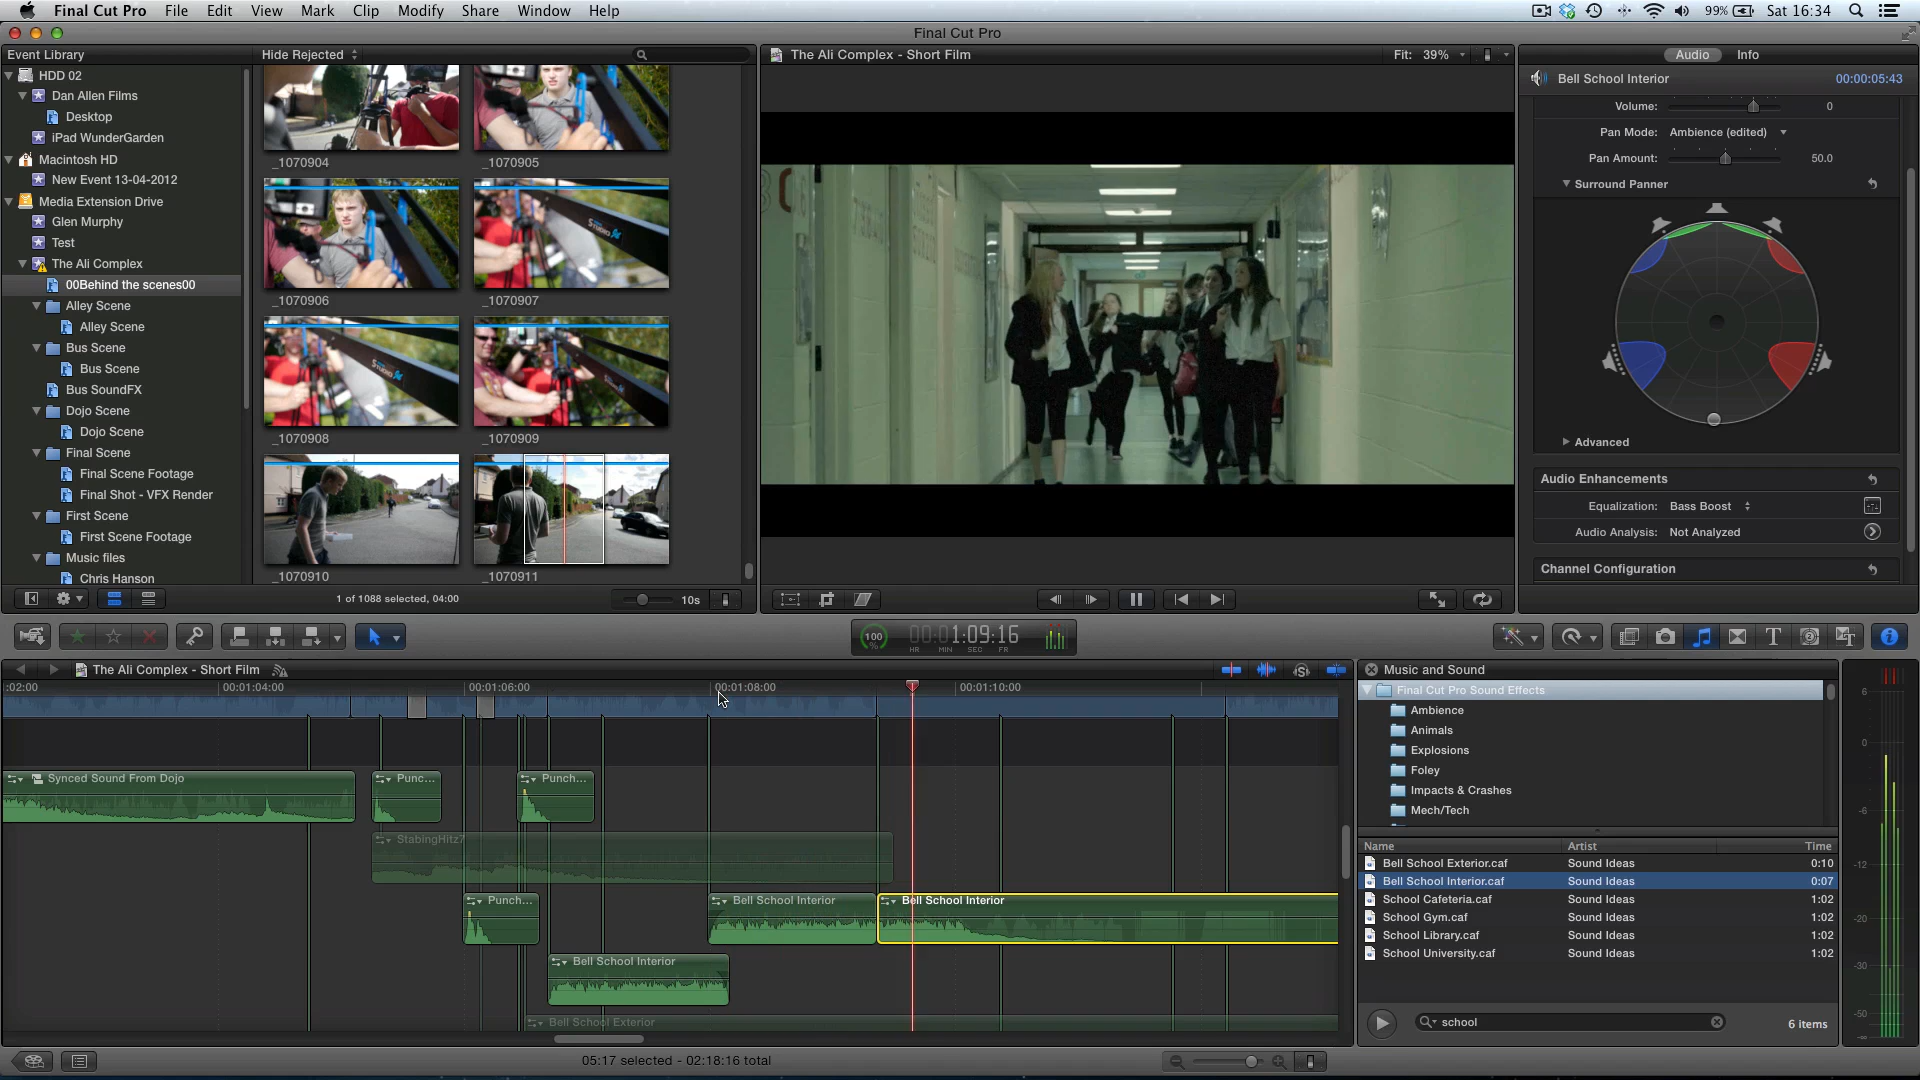 Final Cut Pro File Edit View Mark Clip Modify Share Window Help 99% Sat 16:34
Final Cut Pro
Event Library
Hide Rejected
The Ali Complex - Short Film
Fit: 39%
Audio Info
HDD 02
Dan Allen Films
Desktop
iPad WunderGarden
Macintosh HD
New Event 13-04-2012
Media Extension Drive
Glen Murphy
Test
The Ali Complex
00Behind the scenes00
Alley Scene
Alley Scene
Bus Scene
Bus Scene
Bus SoundFX
Dojo Scene
Dojo Scene
Final Scene
Final Scene Footage
Final Shot - VFX Render
First Scene
First Scene Footage
Music files
Chris Hanson
_1070904 _1070905
_1070906 _1070907
_1070908 _1070909
_1070910 _1070911
1 of 1088 selected, 04:00
10s
Bell School Interior 00:00:05:43
Volume: 0
Pan Mode: Ambience (edited)
Pan Amount: 50.0
Surround Panner
Advanced
Audio Enhancements
Equalization: Bass Boost
Audio Analysis: Not Analyzed
Channel Configuration
100 % 00:01:09:16
HR MIN SEC FR
The Ali Complex - Short Film
:02:00 00:01:04:00 00:01:06:00 00:01:08:00 00:01:10:00
Synced Sound From Dojo Punc... Punch...
StabingHitz7
Punch... Bell School Interior Bell School Interior
Bell School Interior
Bell School Exterior
05:17 selected - 02:18:16 total
Music and Sound
Final Cut Pro Sound Effects
Ambience
Animals
Explosions
Foley
Impacts & Crashes
Mech/Tech
Name Artist Time
Bell School Exterior.caf Sound Ideas 0:10
Bell School Interior.caf Sound Ideas 0:07
School Cafeteria.caf Sound Ideas 1:02
School Gym.caf Sound Ideas 1:02
School Library.caf Sound Ideas 1:02
School University.caf Sound Ideas 1:02
school
6 items
6
0
-6
-12
-20
-30
-50
-∞